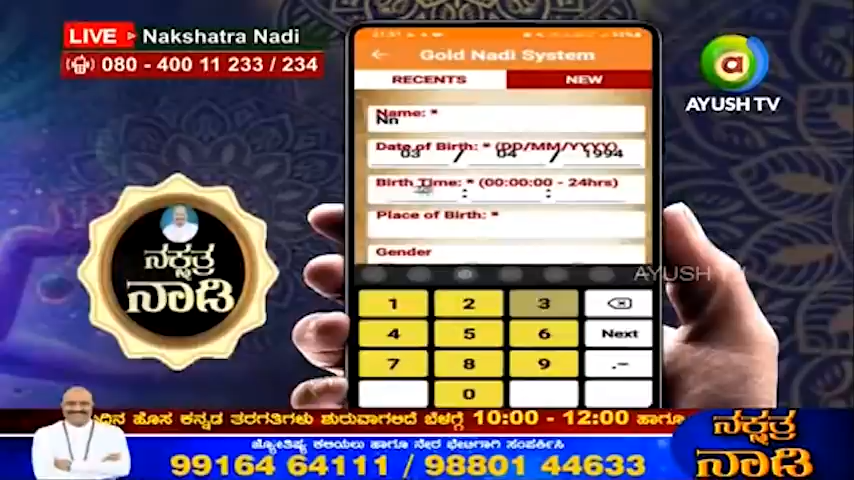 LIVE Nakshatra Nadi
080 - 400 11 233 / 234
AYUSH TV
Gold Nadi System
RECENTS NEW
Name: *
Nn
Date of Birth: * (DD/MM/YYYY)
03 / 04 / 1994
Birth Time: * (00:00:00 - 24hrs)
: :
Place of Birth: *
Gender
AYUSH TV
1 2 3
4 5 6 Next
7 8 9 .-
0
ನಕ್ಷತ್ರ
ನಾಡಿ
ದಿನ ಹೊಸ ಕನ್ನಡ ತರಗತಿಗಳು ಶುರುವಾಗಲಿದೆ ಬೆಳಗ್ಗೆ 10:00 - 12:00 ಹಾಗೂ
ಜ್ಯೋತಿಷ್ಯ ಕಲಿಯಲು ಹಾಗೂ ನೇರ ಭೇಟಿಗಾಗಿ ಸಂಪರ್ಕಿಸಿ
99164 64111 / 98801 44633
ನಕ್ಷತ್ರ
ನಾಡಿ